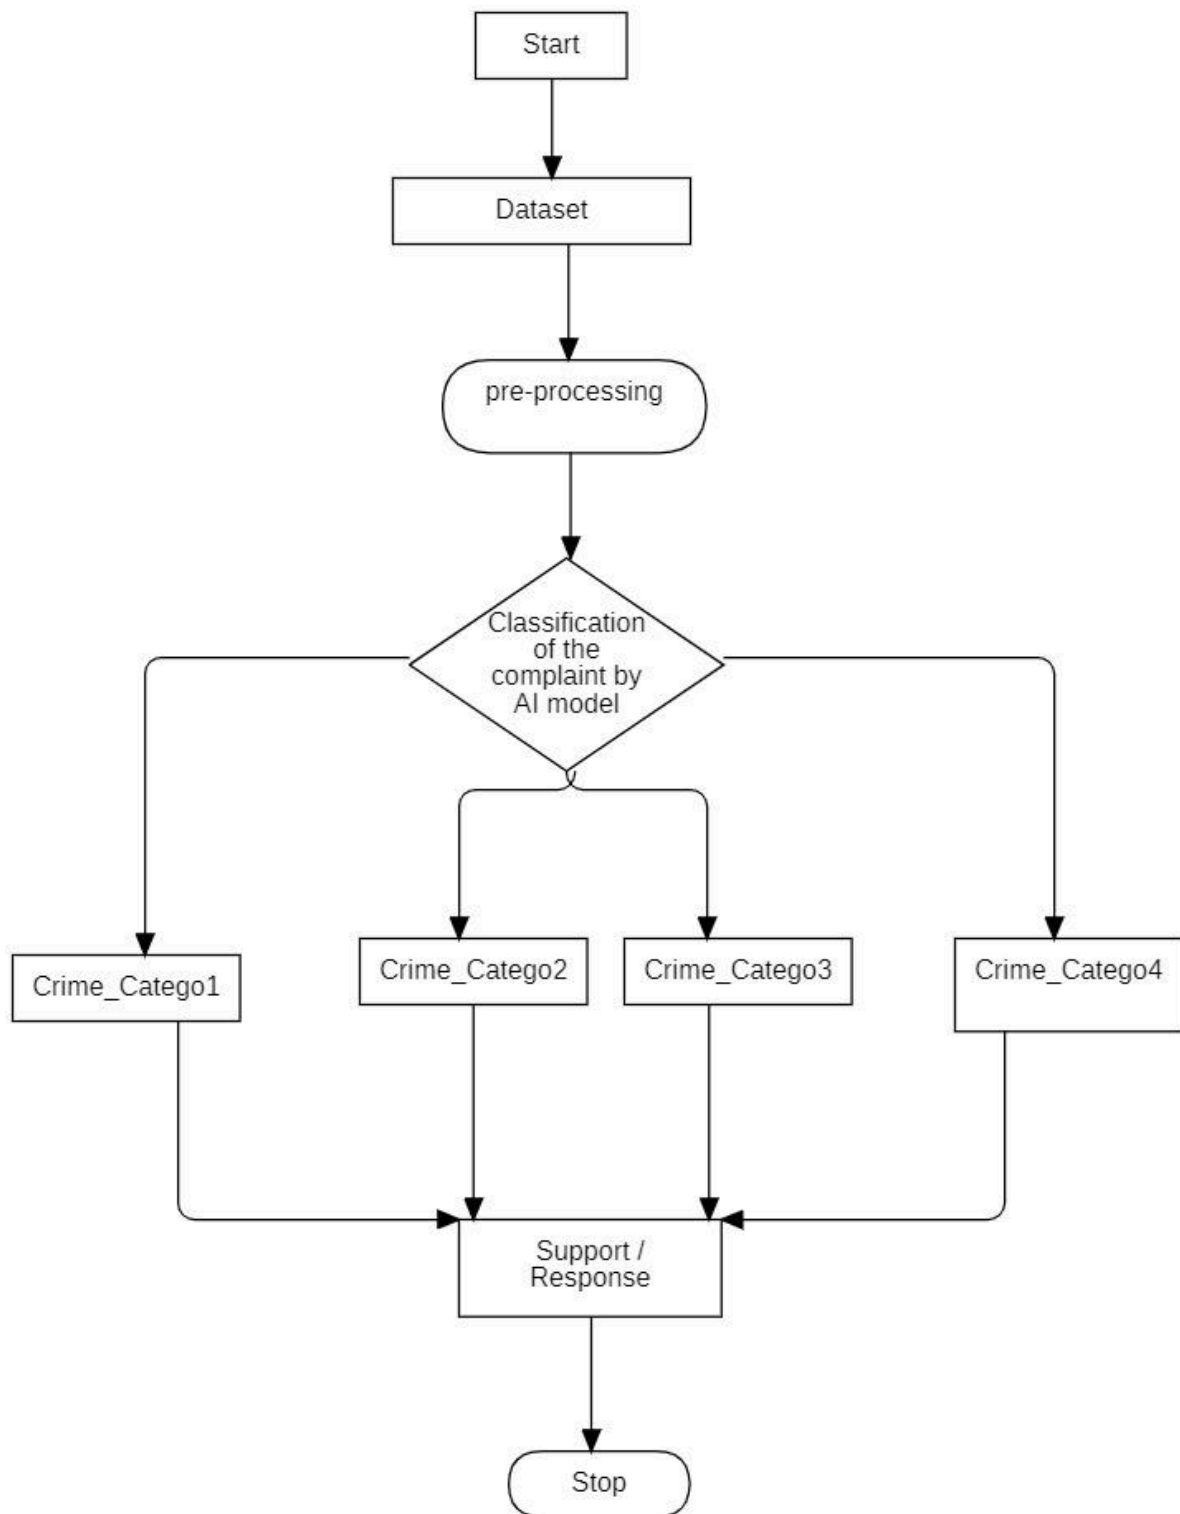 Start
Dataset
pre-processing
Classification
of the
complaint by
AI model
Crime_Catego1
Crime_Catego2
Crime_Catego3
Crime_Catego4
Support /
Response
Stop